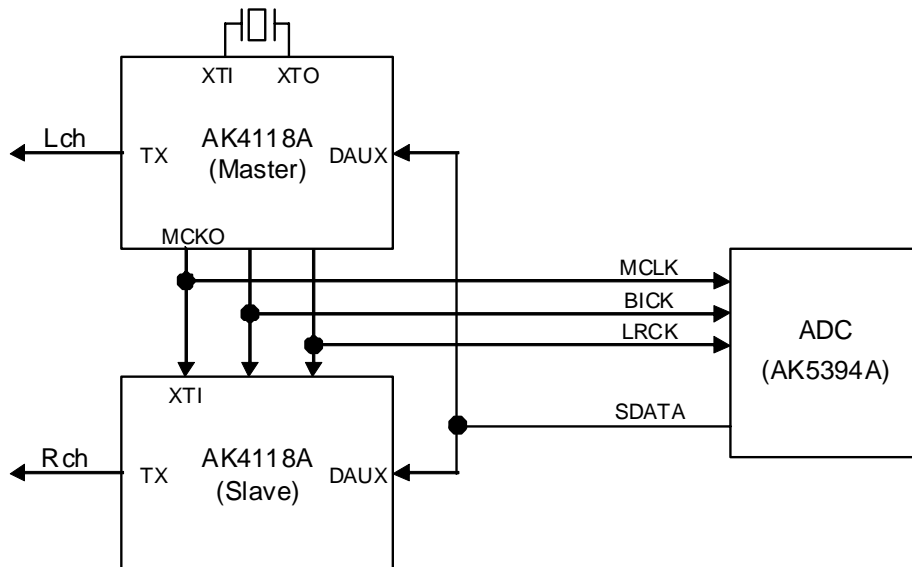 XTI XTO
Lch
TX
AK4118A
(Master)
DAUX
MCKO
MCLK
BICK
LRCK
ADC
(AK5394A)
XTI
SDATA
Rch
TX
AK4118A
(Slave)
DAUX